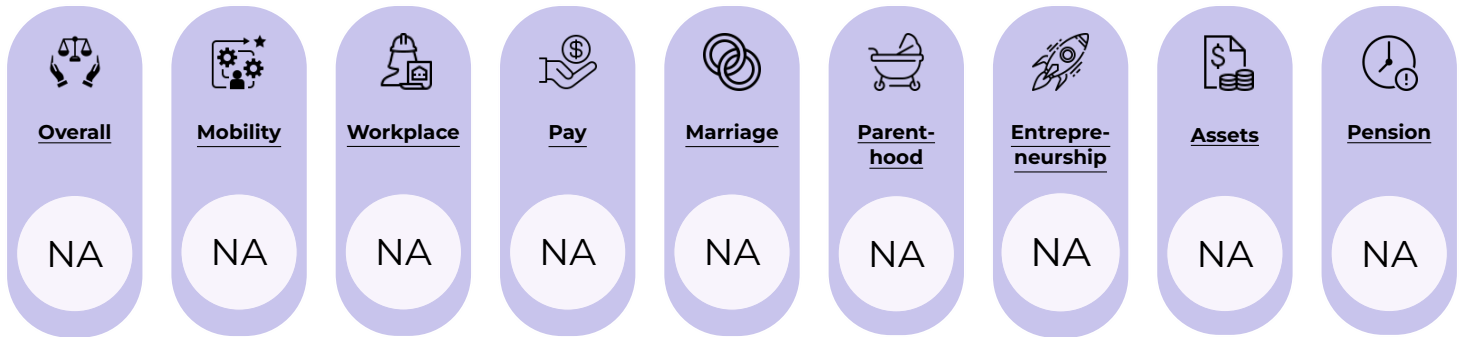 Overall
Mobility
Workplace
Pay
Marriage
Parent-
hood
Entrepre-
neurship
Assets
Pension
NA
NA
NA
NA
NA
NA
NA
NA
NA